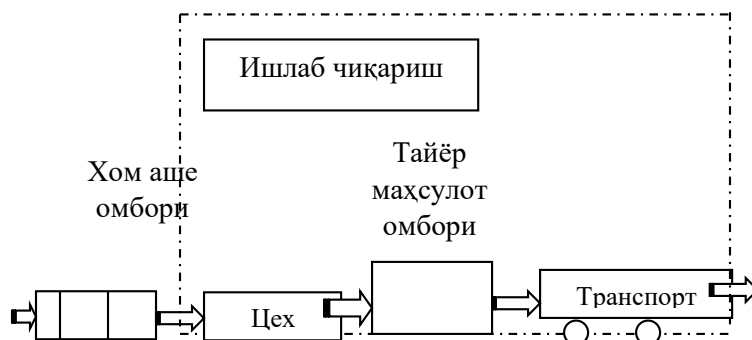 Ишлаб чиқариш
Хом аше
омбори
Тайёр
маҳсулот
омбори
Цех
Транспорт